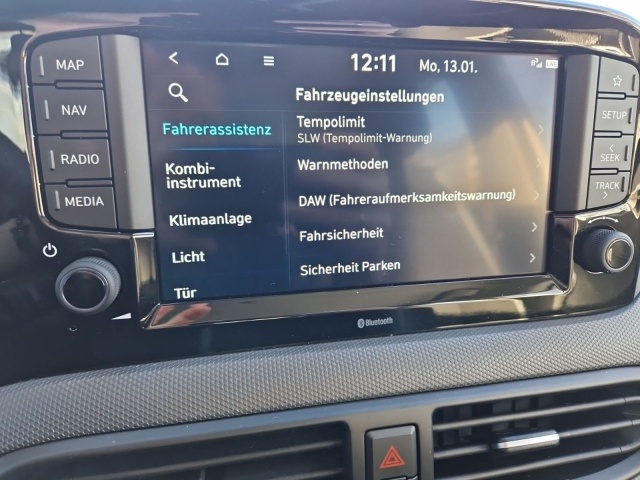 12:11 Mo, 13.01. LIVE
Fahrzeugeinstellungen
Fahrerassistenz
Kombi-
instrument
Klimaanlage
Licht
Tür
Tempolimit
SLW (Tempolimit-Warnung)
Warnmethoden
DAW (Fahreraufmerksamkeitswarnung)
Fahrsicherheit
Sicherheit Parken
MAP
NAV
RADIO
MEDIA
SETUP
SEEK
TRACK
Bluetooth